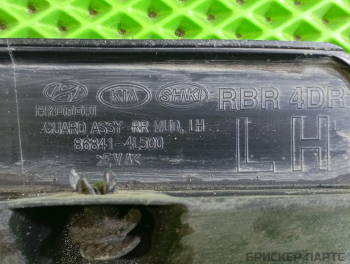 KIA SHKI RBR 4DR
GUARD ASSY-RR MUD, LH
86841-4L500 LH
БРИСКЕР-ПАРТС